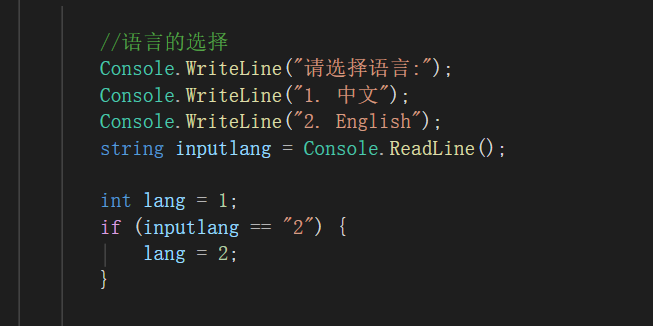 //语言的选择
Console.WriteLine("请选择语言:");
Console.WriteLine("1. 中文");
Console.WriteLine("2. English");
string inputlang = Console.ReadLine();
int lang = 1;
if (inputlang == "2") {
lang = 2;
}